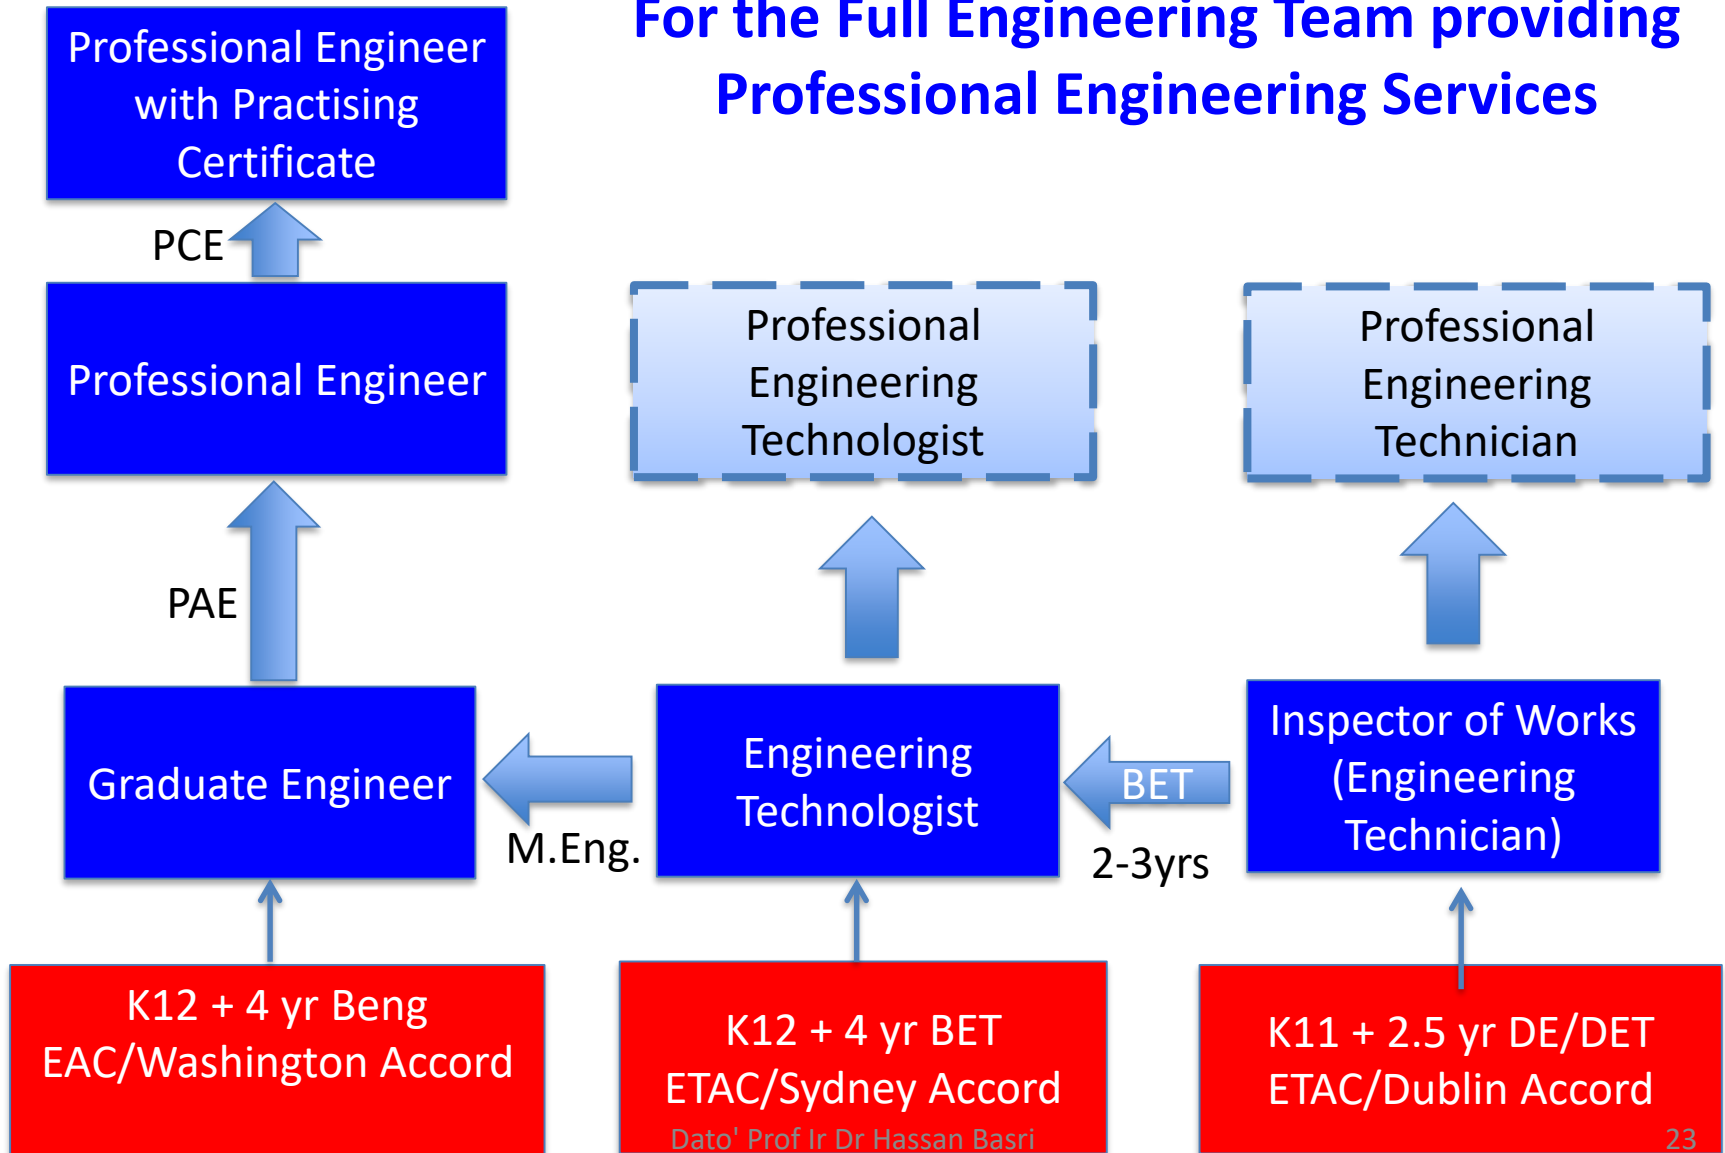 For the Full Engineering Team providing
Professional Engineering Services
Professional Engineer
with Practising
Certificate
PCE
Professional Engineer
Professional
Engineering
Technologist
Professional
Engineering
Technician
PAE
Graduate Engineer
M.Eng.
Engineering
Technologist
BET
2-3yrs
Inspector of Works
(Engineering
Technician)
K12 + 4 yr Beng
EAC/Washington Accord
K12 + 4 yr BET
ETAC/Sydney Accord
K11 + 2.5 yr DE/DET
ETAC/Dublin Accord
Dato' Prof Ir Dr Hassan Basri
23